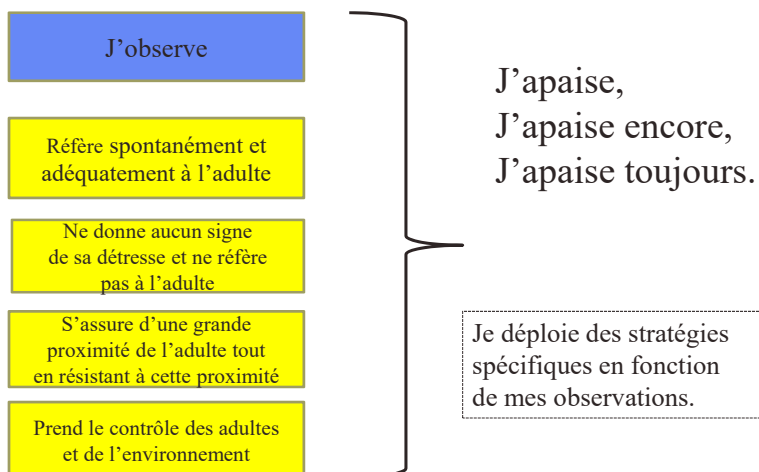 J’observe
Réfère spontanément et
adéquatement à l’adulte
Ne donne aucun signe
de sa détresse et ne réfère
pas à l’adulte
S’assure d’une grande
proximité de l’adulte tout
en résistant à cette proximité
Prend le contrôle des adultes
et de l’environnement
J’apaise,
J’apaise encore,
J’apaise toujours.
Je déploie des stratégies
spécifiques en fonction
de mes observations.